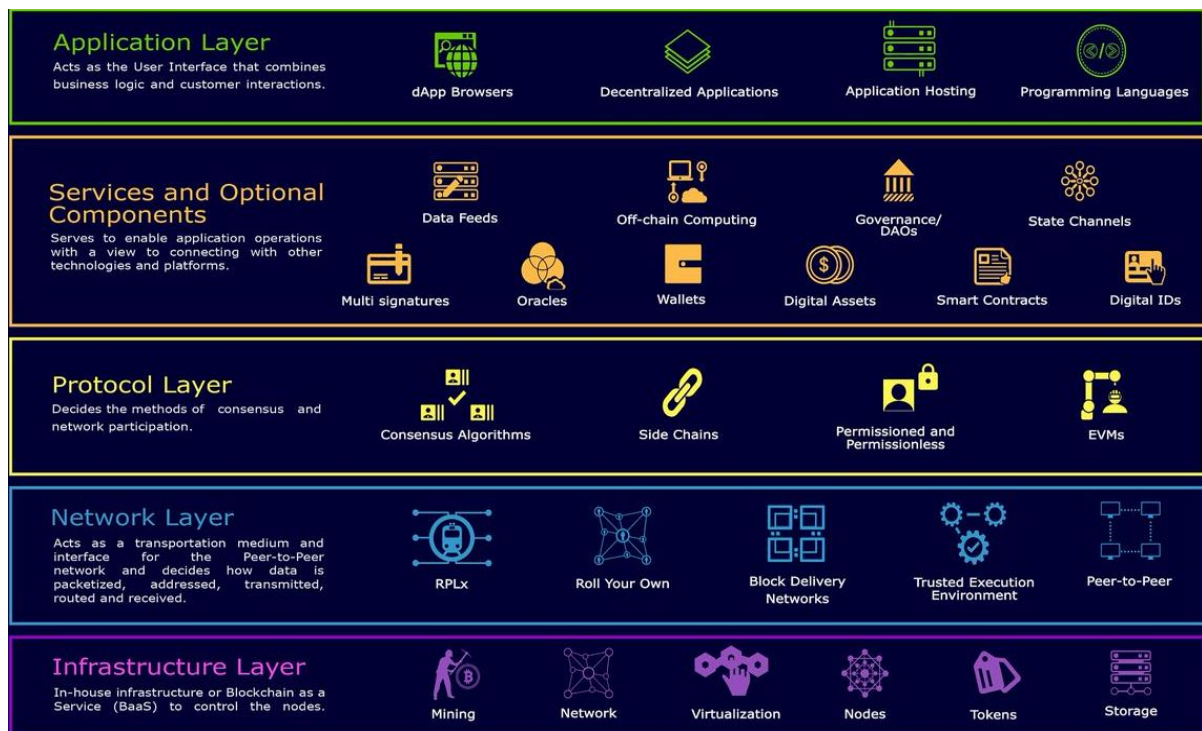 Application Layer
Acts as the User Interface that combines
business logic and customer interactions.
dApp Browsers
Decentralized Applications
Application Hosting
Programming Languages
Services and Optional
Components
Serves to enable application operations
with a view to connecting with other
technologies and platforms.
Data Feeds
Off-chain Computing
Governance/
DAOs
State Channels
Multi signatures
Oracles
Wallets
Digital Assets
Smart Contracts
Digital IDs
Protocol Layer
Decides the methods of consensus and
network participation.
Consensus Algorithms
Side Chains
Permissioned and
Permissionless
EVMs
Network Layer
Acts as a transportation medium and
interface for the Peer-to-Peer
network and decides how data is
packetized, addressed, transmitted,
routed and received.
RPLx
Roll Your Own
Block Delivery
Networks
Trusted Execution
Environment
Peer-to-Peer
Infrastructure Layer
In-house infrastructure or Blockchain as a
Service (BaaS) to control the nodes.
Mining
Network
Virtualization
Nodes
Tokens
Storage